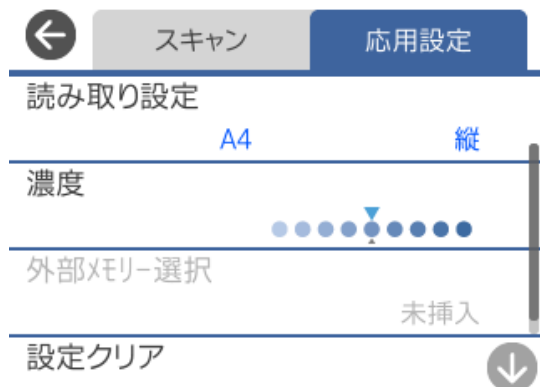 スキャン 応用設定
読み取り設定
A4 縦
濃度
外部メモリー選択
未挿入
設定クリア